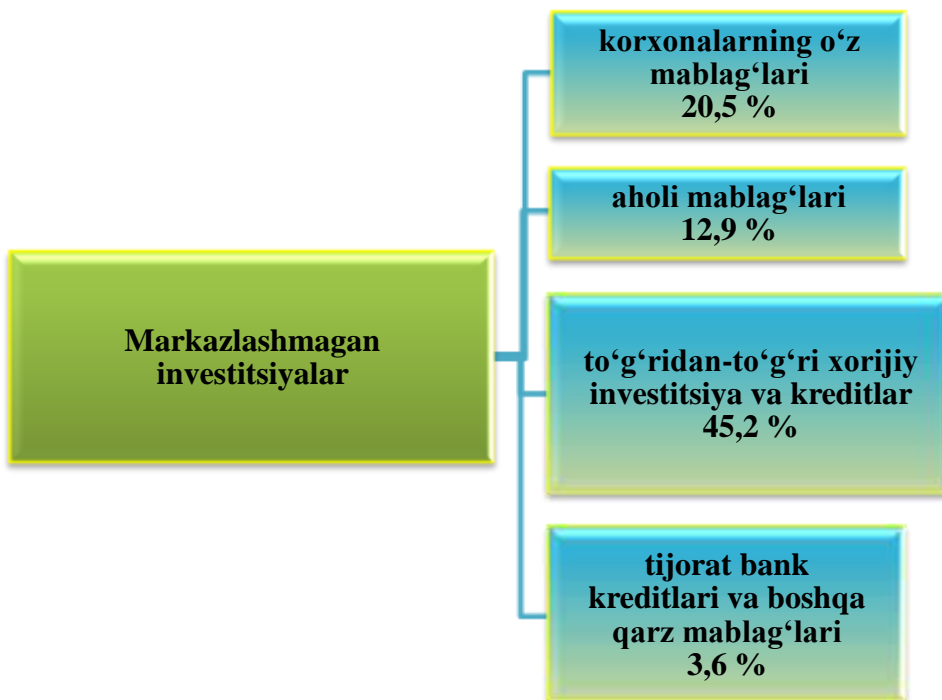 korxonalarning o‘z
mablag‘lari
20,5 %
aholi mablag‘lari
12,9 %
Markazlashmagan
investitsiyalar
to‘g‘ridan-to‘g‘ri xorijiy
investitsiya va kreditlar
45,2 %
tijorat bank
kreditlari va boshqa
qarz mablag‘lari
3,6 %